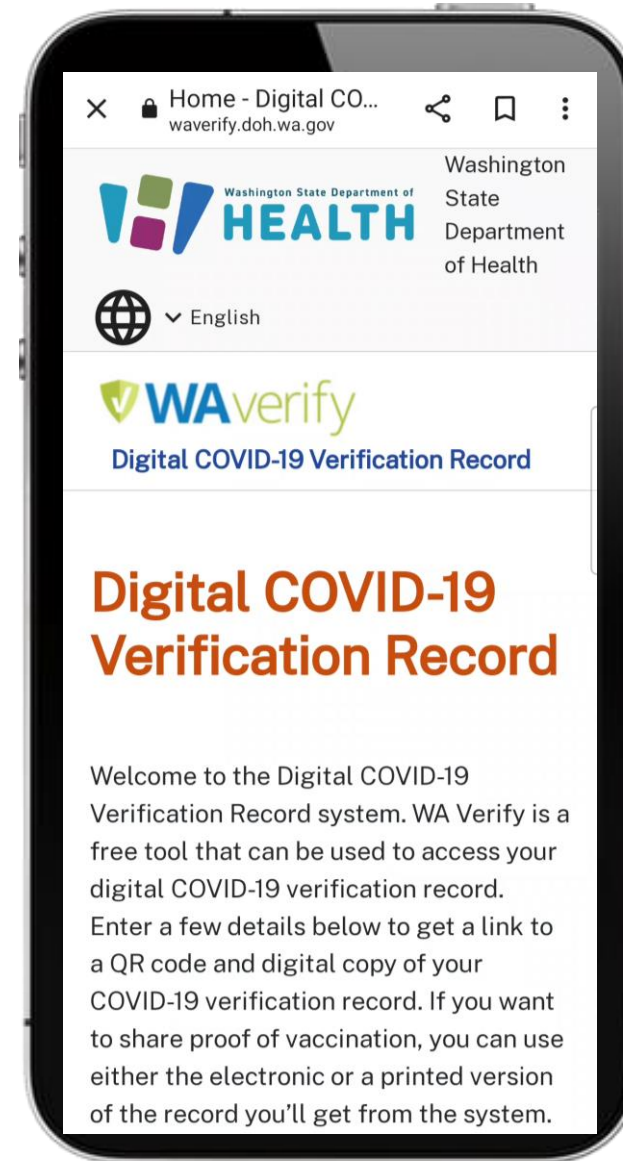 Home - Digital CO...
waverify.doh.wa.gov
Washington State Department of
HEALTH
Washington
State
Department
of Health
English
WAverify
Digital COVID-19 Verification Record
Digital COVID-19
Verification Record
Welcome to the Digital COVID-19
Verification Record system. WA Verify is a
free tool that can be used to access your
digital COVID-19 verification record.
Enter a few details below to get a link to
a QR code and digital copy of your
COVID-19 verification record. If you want
to share proof of vaccination, you can use
either the electronic or a printed version
of the record you’ll get from the system.